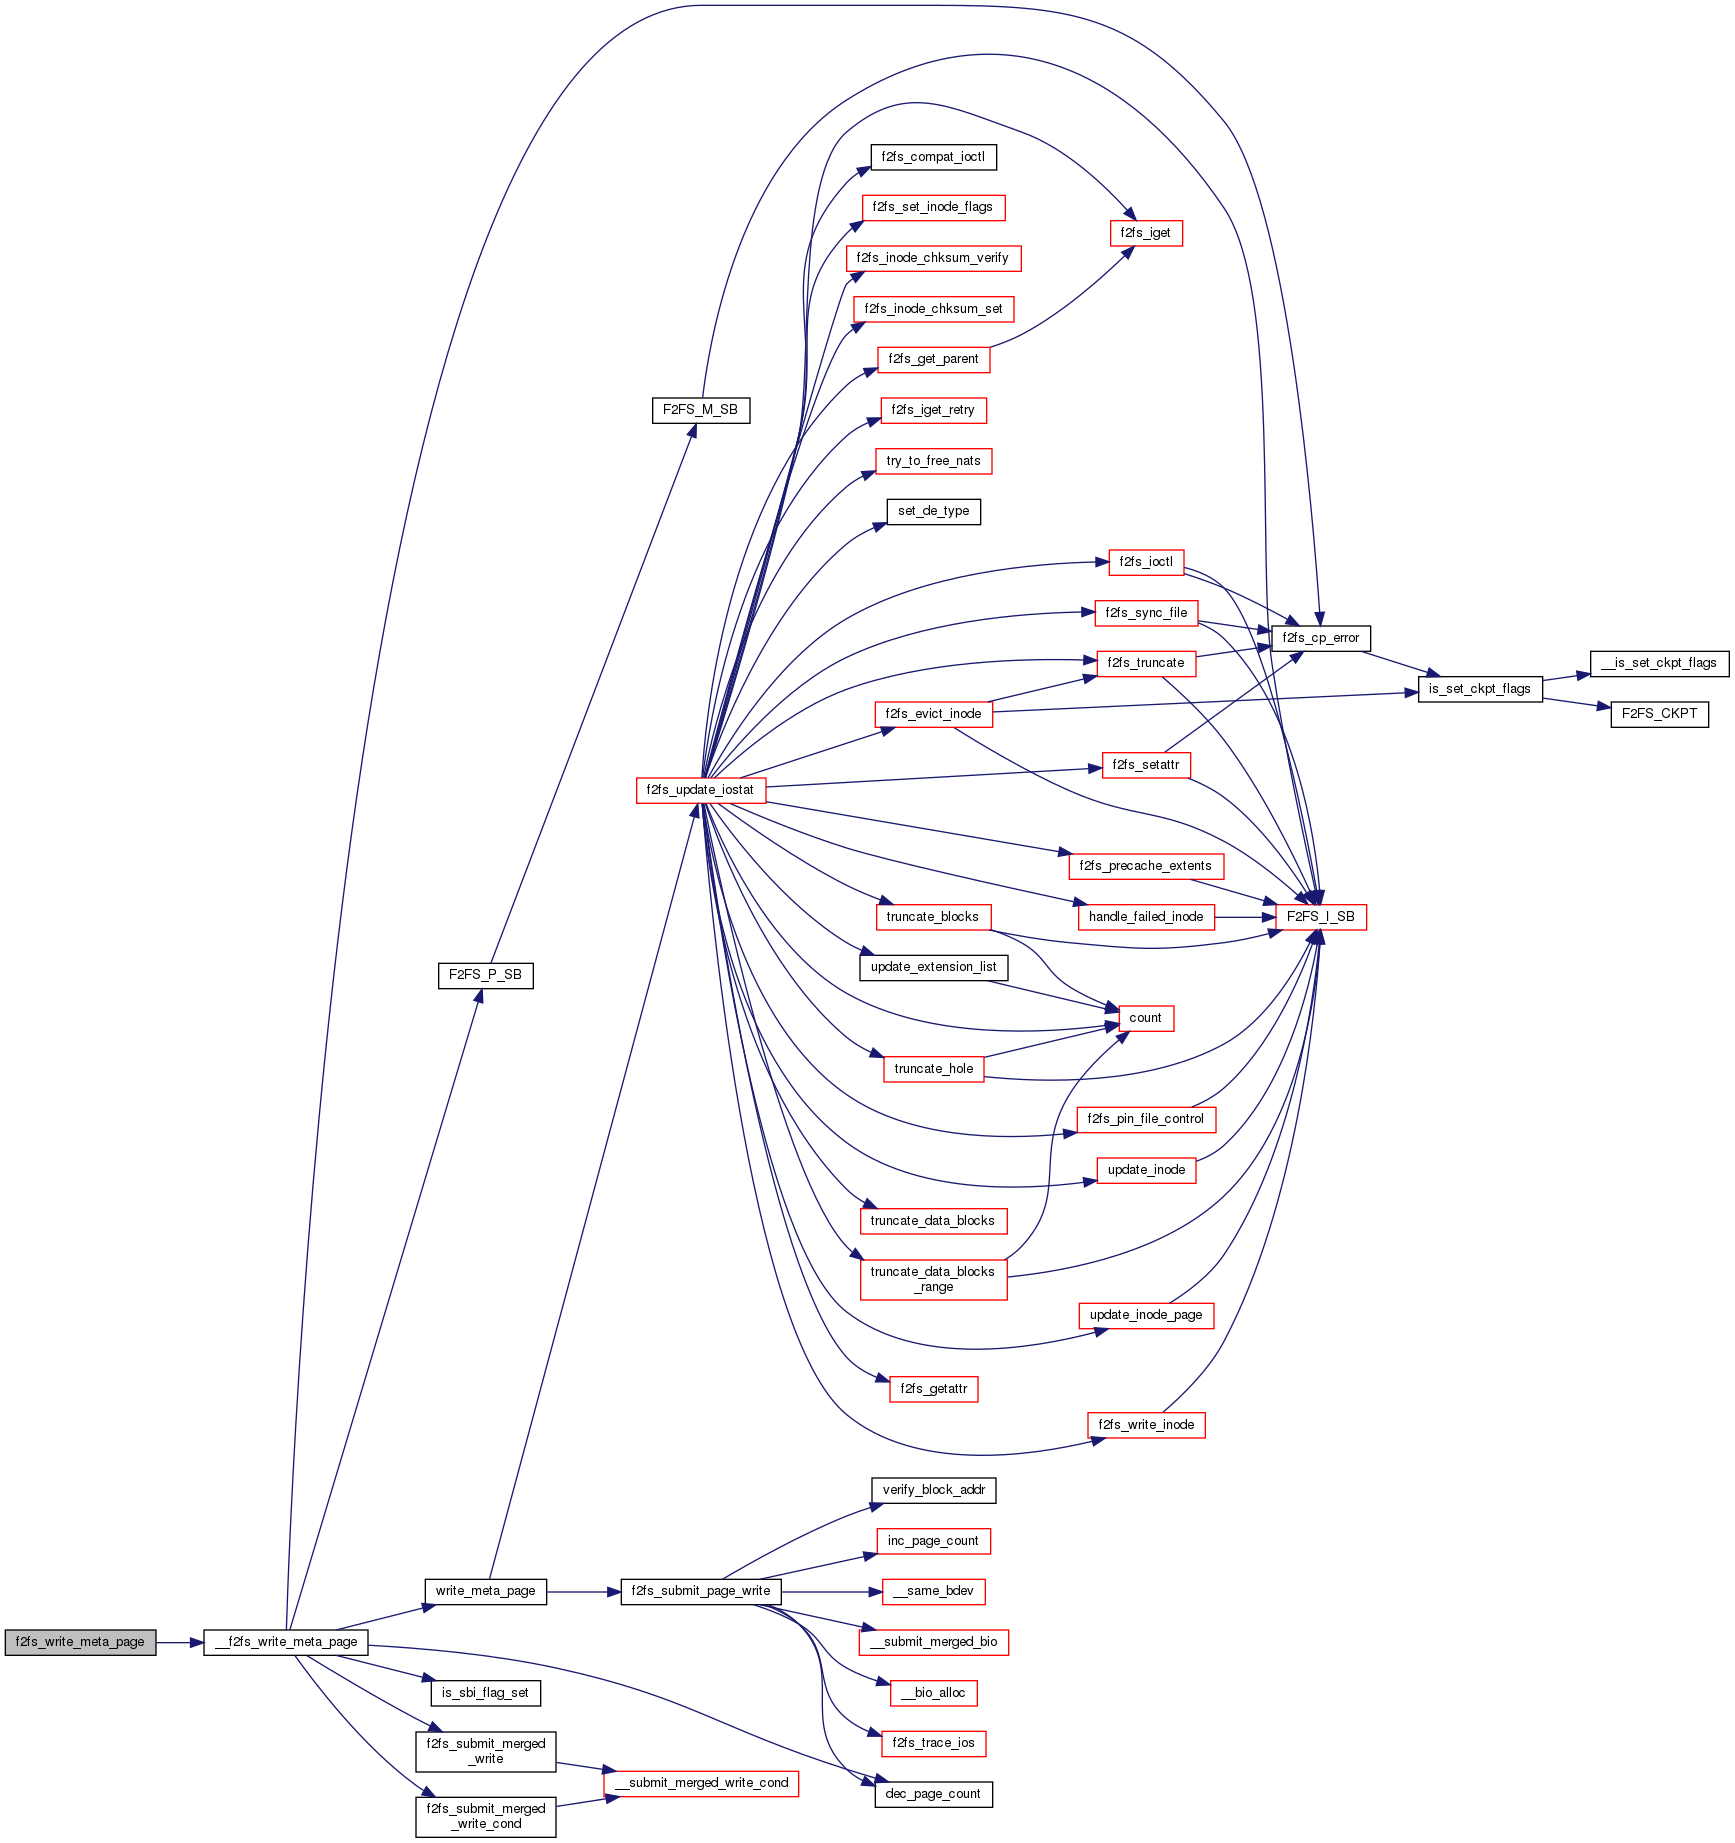 f2fs_compat_ioctl
f2fs_set_inode_flags
f2fs_iget
f2fs_inode_chksum_verify
f2fs_inode_chksum_set
f2fs_get_parent
F2FS_M_SB
f2fs_iget_retry
try_to_free_nats
set_de_type
f2fs_ioctl
f2fs_sync_file
f2fs_cp_error
f2fs_truncate
__is_set_ckpt_flags
is_set_ckpt_flags
f2fs_evict_inode
F2FS_CKPT
f2fs_setattr
f2fs_update_iostat
f2fs_precache_extents
truncate_blocks
handle_failed_inode
F2FS_I_SB
F2FS_P_SB
update_extension_list
count
truncate_hole
f2fs_pin_file_control
update_inode
truncate_data_blocks
truncate_data_blocks
_range
update_inode_page
f2fs_getattr
f2fs_write_inode
verify_block_addr
inc_page_count
write_meta_page
f2fs_submit_page_write
__same_bdev
f2fs_write_meta_page
__f2fs_write_meta_page
__submit_merged_bio
is_sbi_flag_set
__bio_alloc
f2fs_submit_merged
_write
f2fs_trace_ios
__submit_merged_write_cond
dec_page_count
f2fs_submit_merged
_write_cond